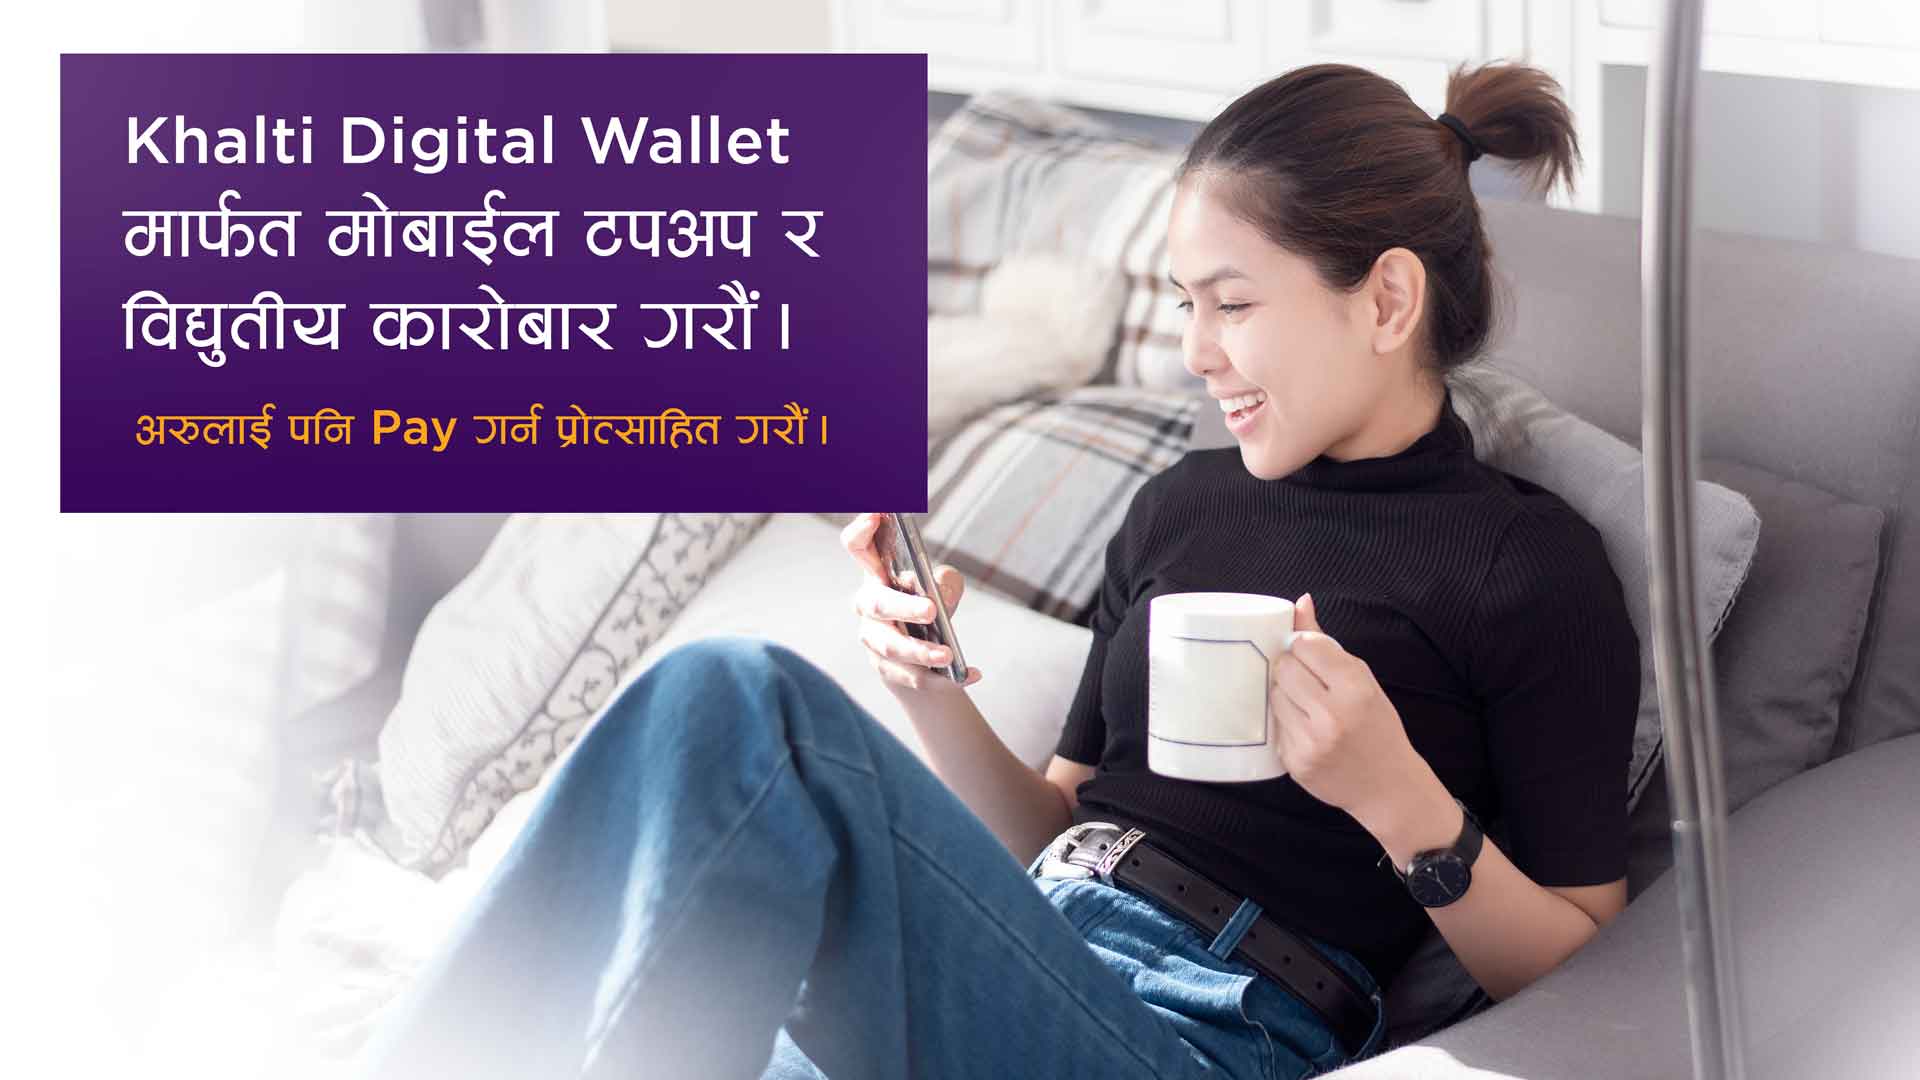 Khalti Digital Wallet
मार्फत मोबाईल टपअप र
विद्युतीय कारोबार गरौं।
अरुलाई पनि Pay गर्न प्रोत्साहित गरौं।